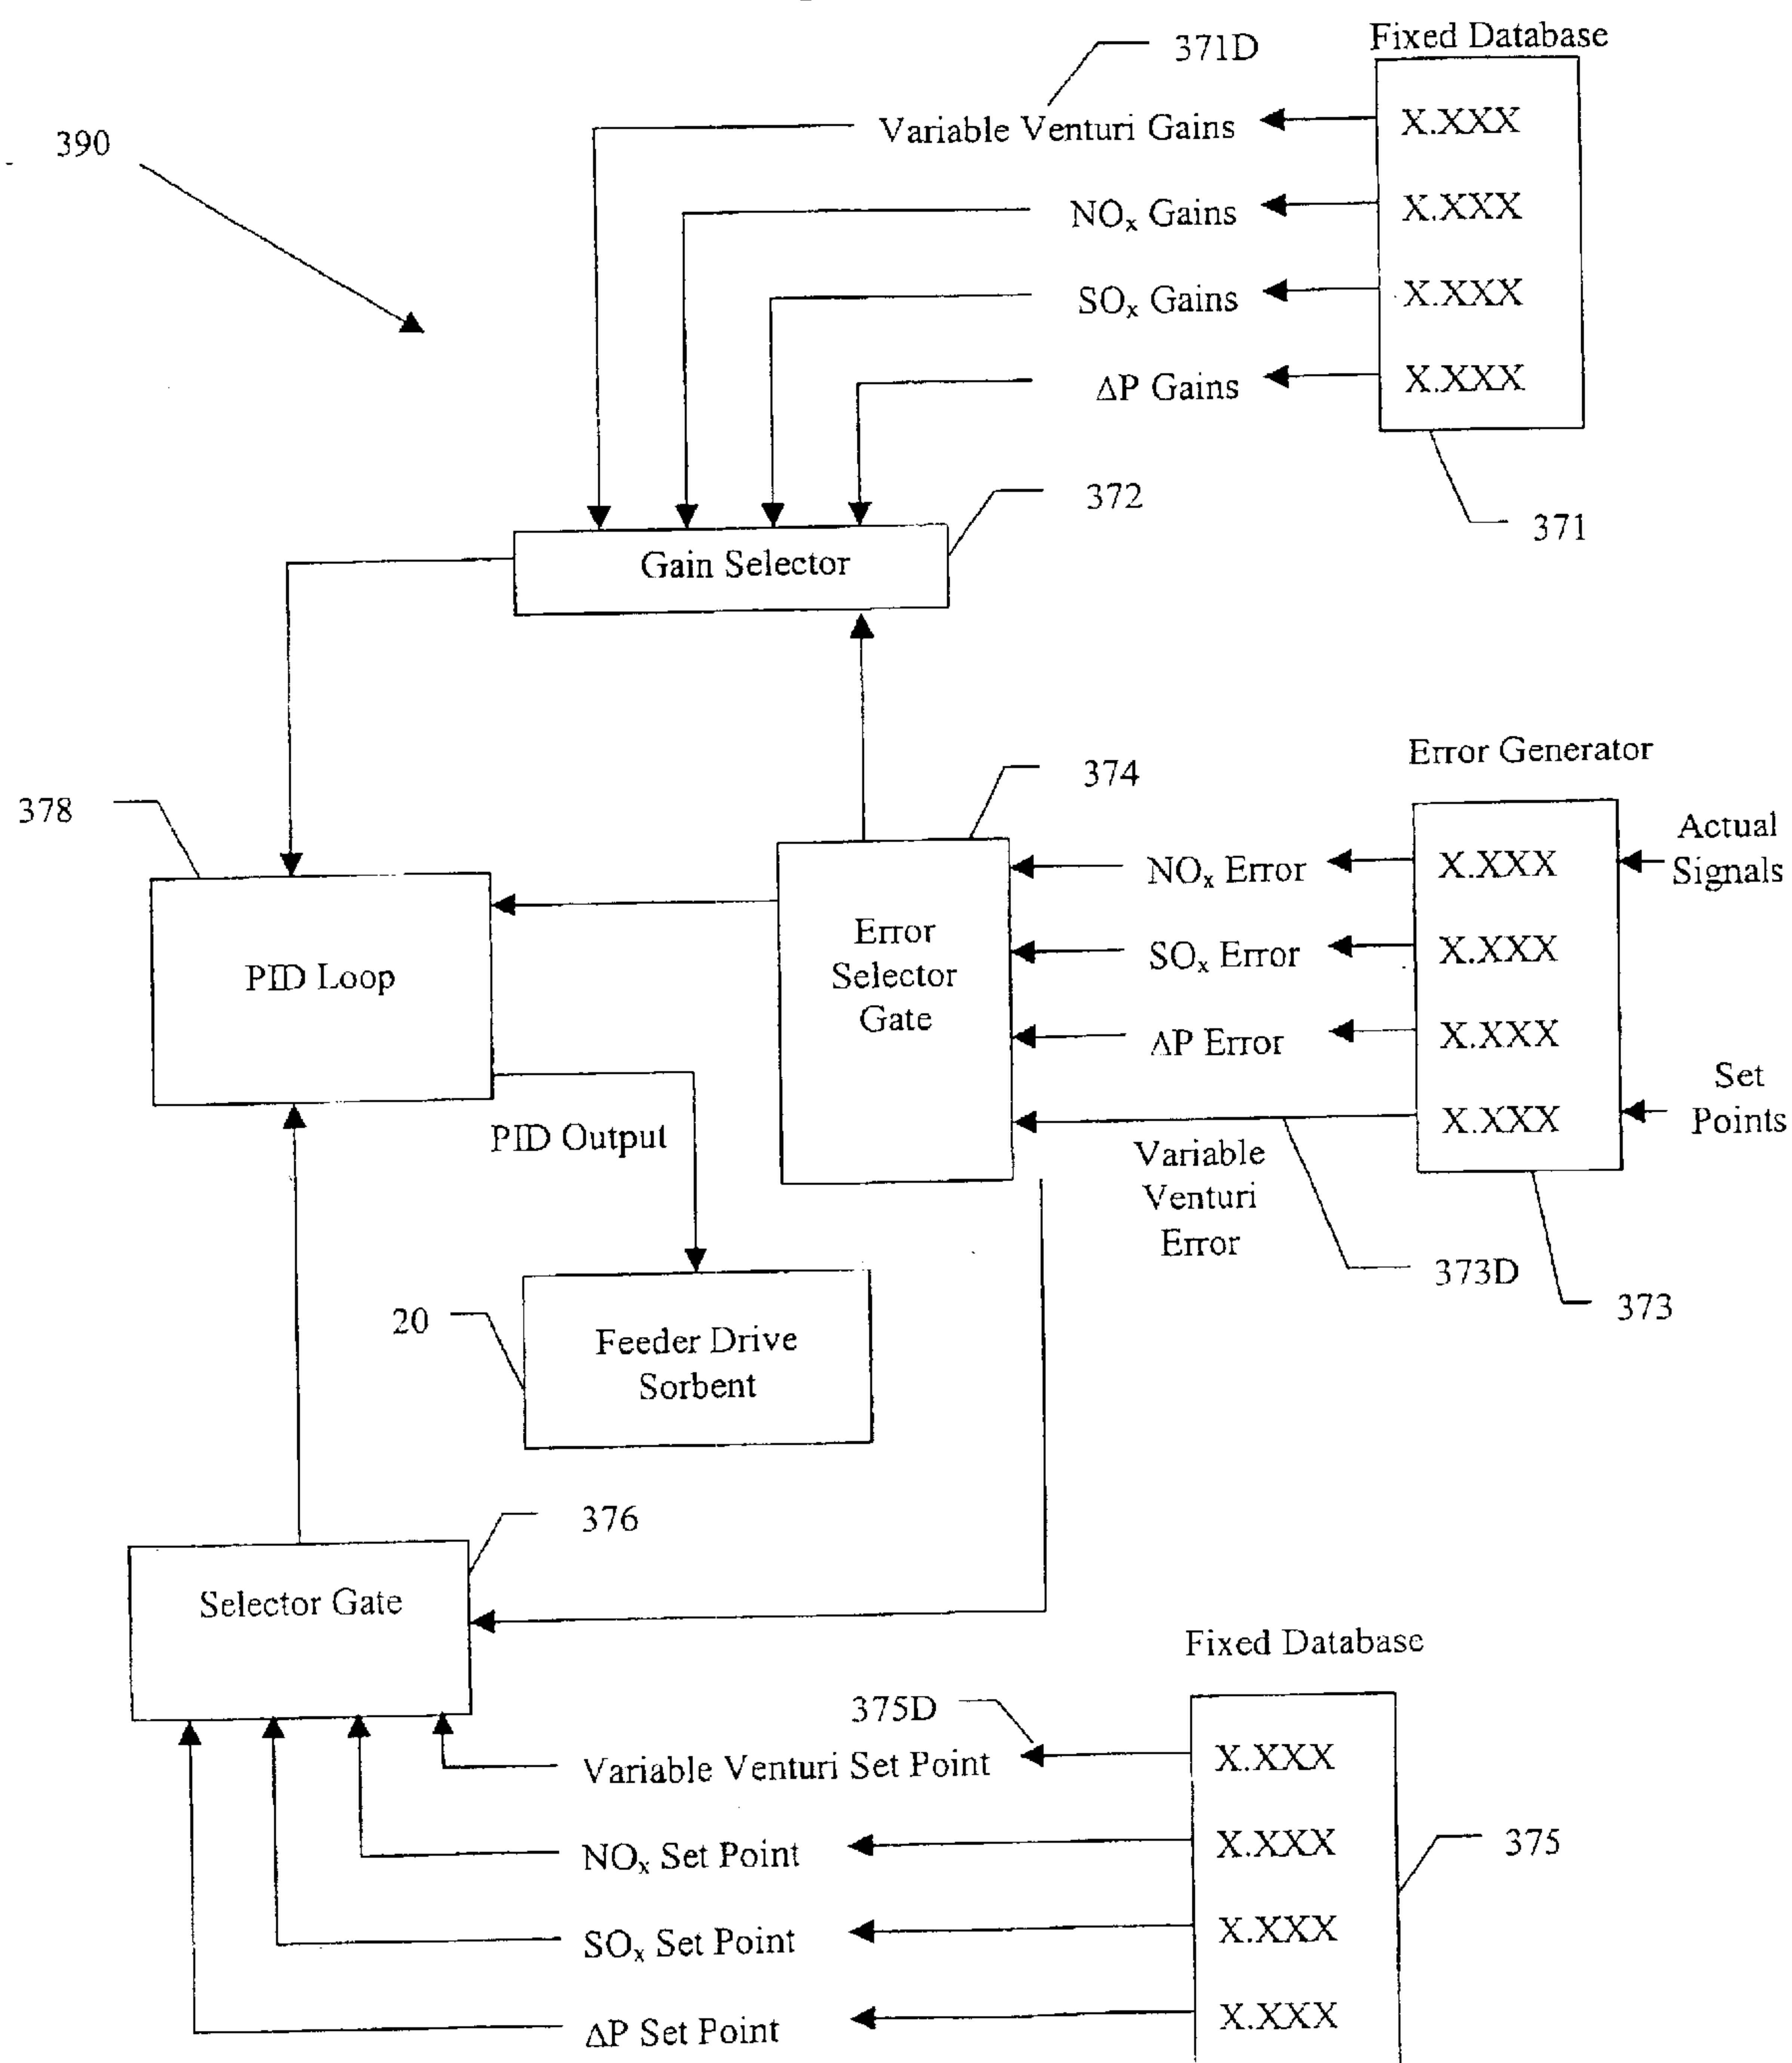 Fixed Database
371D
Variable Venturi Gains
X.XXX
390
NOₓ Gains
X.XXX
SOₓ Gains
X.XXX
ΔP Gains
X.XXX
372
371
Gain Selector
Error Generator
374
378
Actual
Signals
NOₓ Error
X.XXX
Error
Selector
Gate
SOₓ Error
X.XXX
PID Loop
ΔP Error
X.XXX
Set
Points
X.XXX
PID Output
Variable
Venturi
Error
373D
373
20
Feeder Drive
Sorbent
376
Selector Gate
Fixed Database
375D
Variable Venturi Set Point
X.XXX
NOₓ Set Point
X.XXX
375
SOₓ Set Point
X.XXX
ΔP Set Point
X.XXX